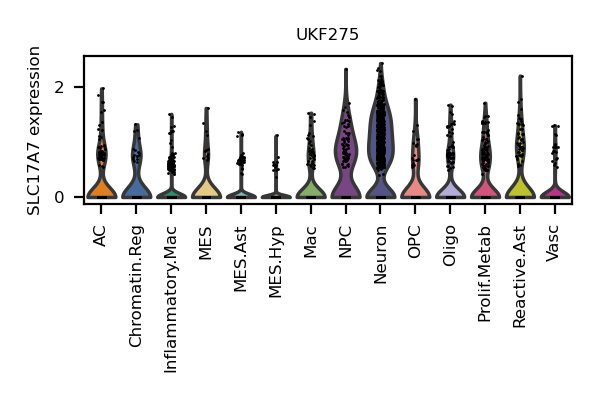 UKF275
SLC17A7 expression
2
0
AC
Chromatin.Reg
Inflammatory.Mac
MES
MES.Ast
MES.Hyp
Mac
NPC
Neuron
OPC
Oligo
Prolif.Metab
Reactive.Ast
Vasc